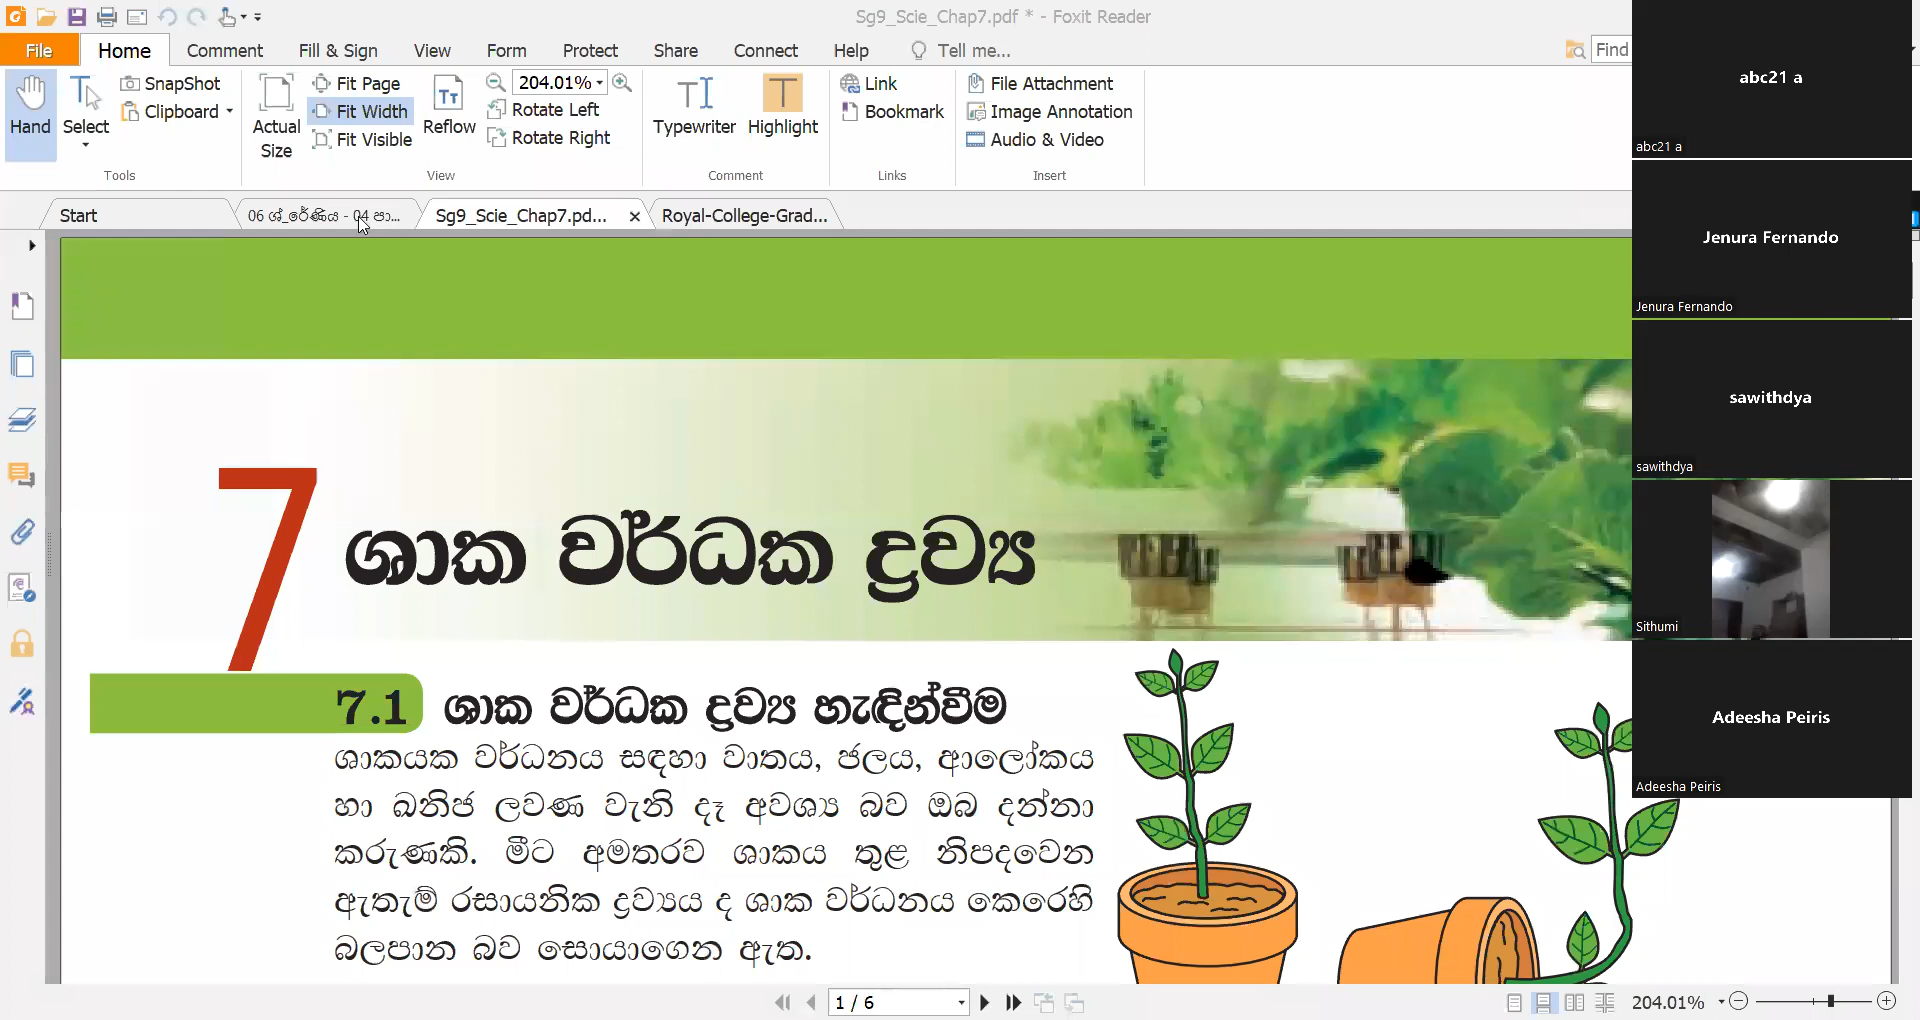 Sg9_Scie_Chap7.pdf * - Foxit Reader
File Home Comment Fill & Sign View Form Protect Share Connect Help Tell me... Find
Hand
Select
SnapShot
Clipboard
Tools
Actual Size
Fit Page
Fit Width
Fit Visible
Reflow
204.01%
Rotate Left
Rotate Right
View
Typewriter
Highlight
Comment
Link
Bookmark
Links
File Attachment
Image Annotation
Audio & Video
Insert
Start
06 ශ්_රේණිය - 04 පා...
Sg9_Scie_Chap7.pd...
Royal-College-Grad...
7 ශාක වර්ධක ද්‍රව්‍ය
7.1 ශාක වර්ධක ද්‍රව්‍ය හැඳින්වීම
ශාකයක වර්ධනය සඳහා වාතය, ජලය, ආලෝකය
හා ඛනිජ ලවණ වැනි දෑ අවශ්‍ය බව ඔබ දන්නා
කරුණකි. මීට අමතරව ශාකය තුළ නිපදවෙන
ඇතැම් රසායනික ද්‍රව්‍යය ද ශාක වර්ධනය කෙරෙහි
බලපාන බව සොයාගෙන ඇත.
abc21 a
abc21 a
Jenura Fernando
Jenura Fernando
sawithdya
sawithdya
Sithumi
Adeesha Peiris
Adeesha Peiris
1 / 6
204.01%